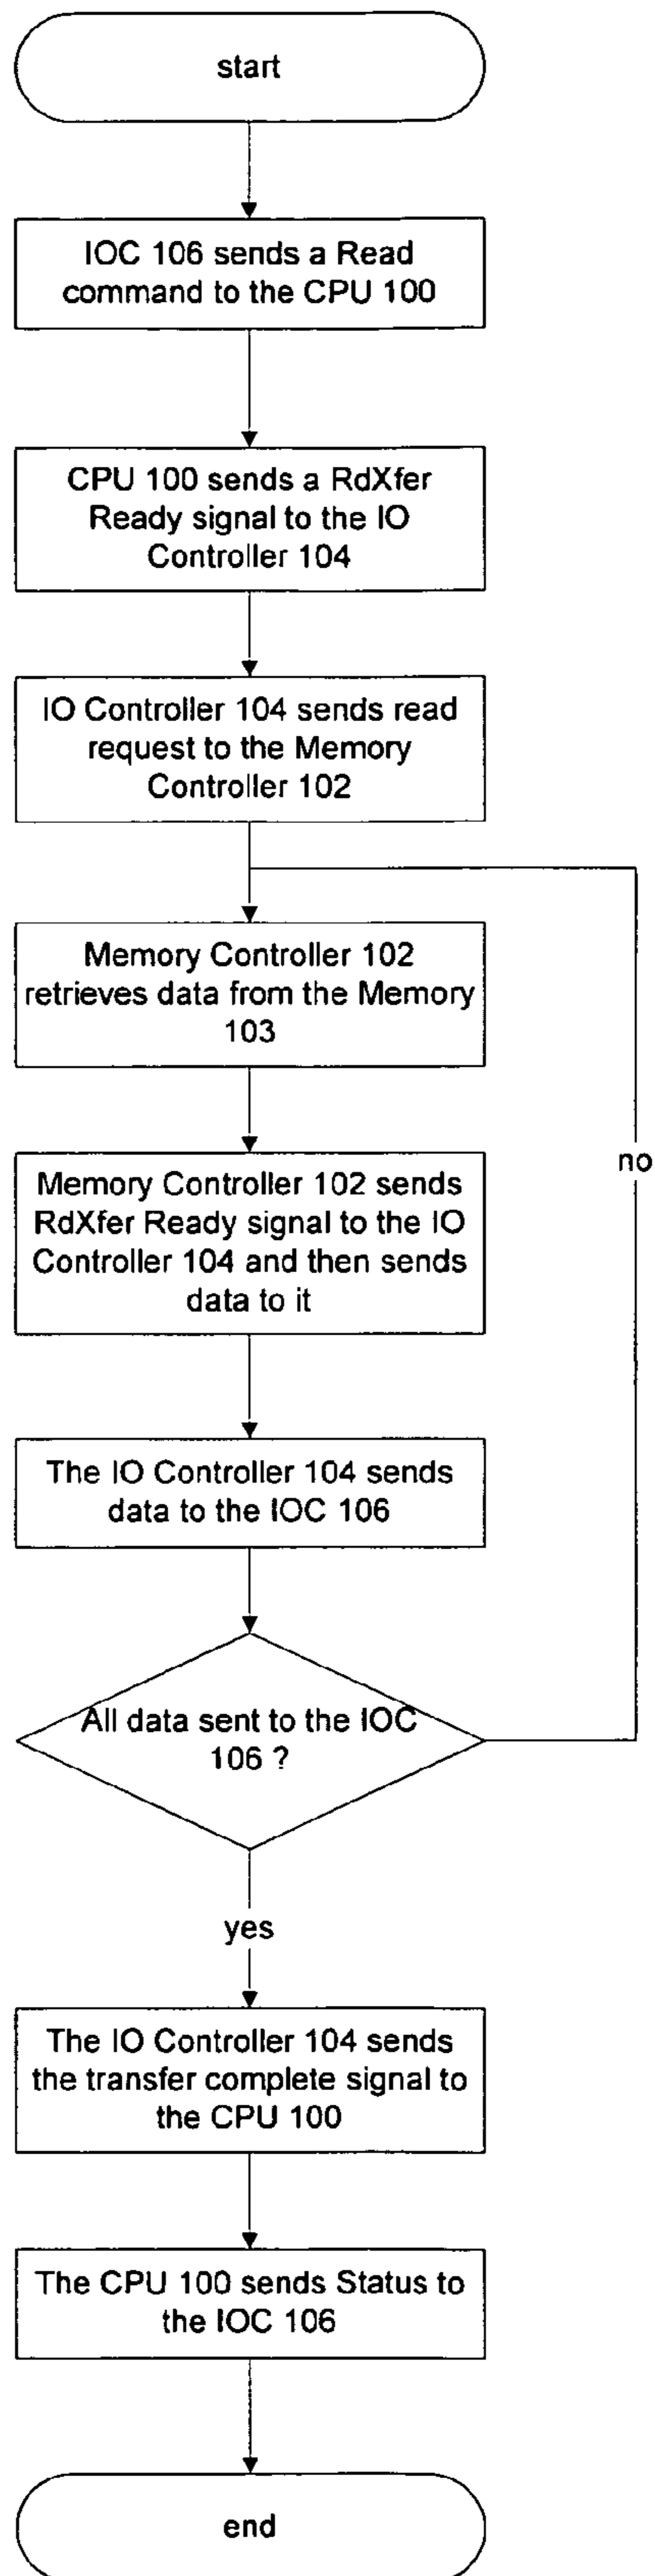 start
IOC 106 sends a Read
command to the CPU 100
CPU 100 sends a RdXfer
Ready signal to the IO
Controller 104
IO Controller 104 sends read
request to the Memory
Controller 102
Memory Controller 102
retrieves data from the Memory
103
no
Memory Controller 102 sends
RdXfer Ready signal to the IO
Controller 104 and then sends
data to it
The IO Controller 104 sends
data to the IOC 106
All data sent to the IOC
106 ?
yes
The IO Controller 104 sends
the transfer complete signal to
the CPU 100
The CPU 100 sends Status to
the IOC 106
end